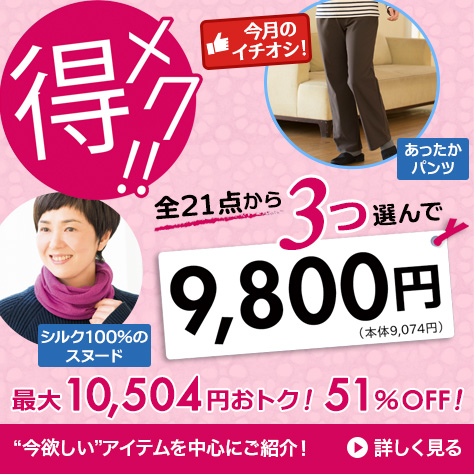 得
メク!!
今月の
イチオシ!
あったか
パンツ
全21点から3つ選んで
9,800円
（本体9,074円）
シルク100%の
スヌード
最大10,504円おトク! 51%OFF!
“今欲しい”アイテムを中心にご紹介！
詳しく見る